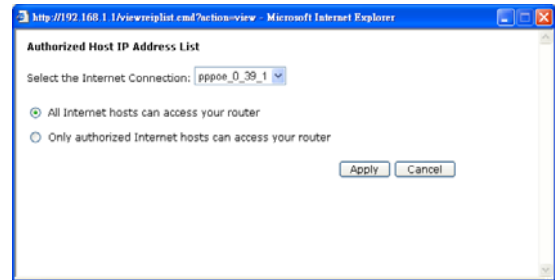 http://192.168.1.1/viewreiplist.cmd?action=view - Microsoft Internet Explorer
Authorized Host IP Address List
Select the Internet Connection: pppoe_0_39_1
All Internet hosts can access your router
Only authorized Internet hosts can access your router
Apply Cancel